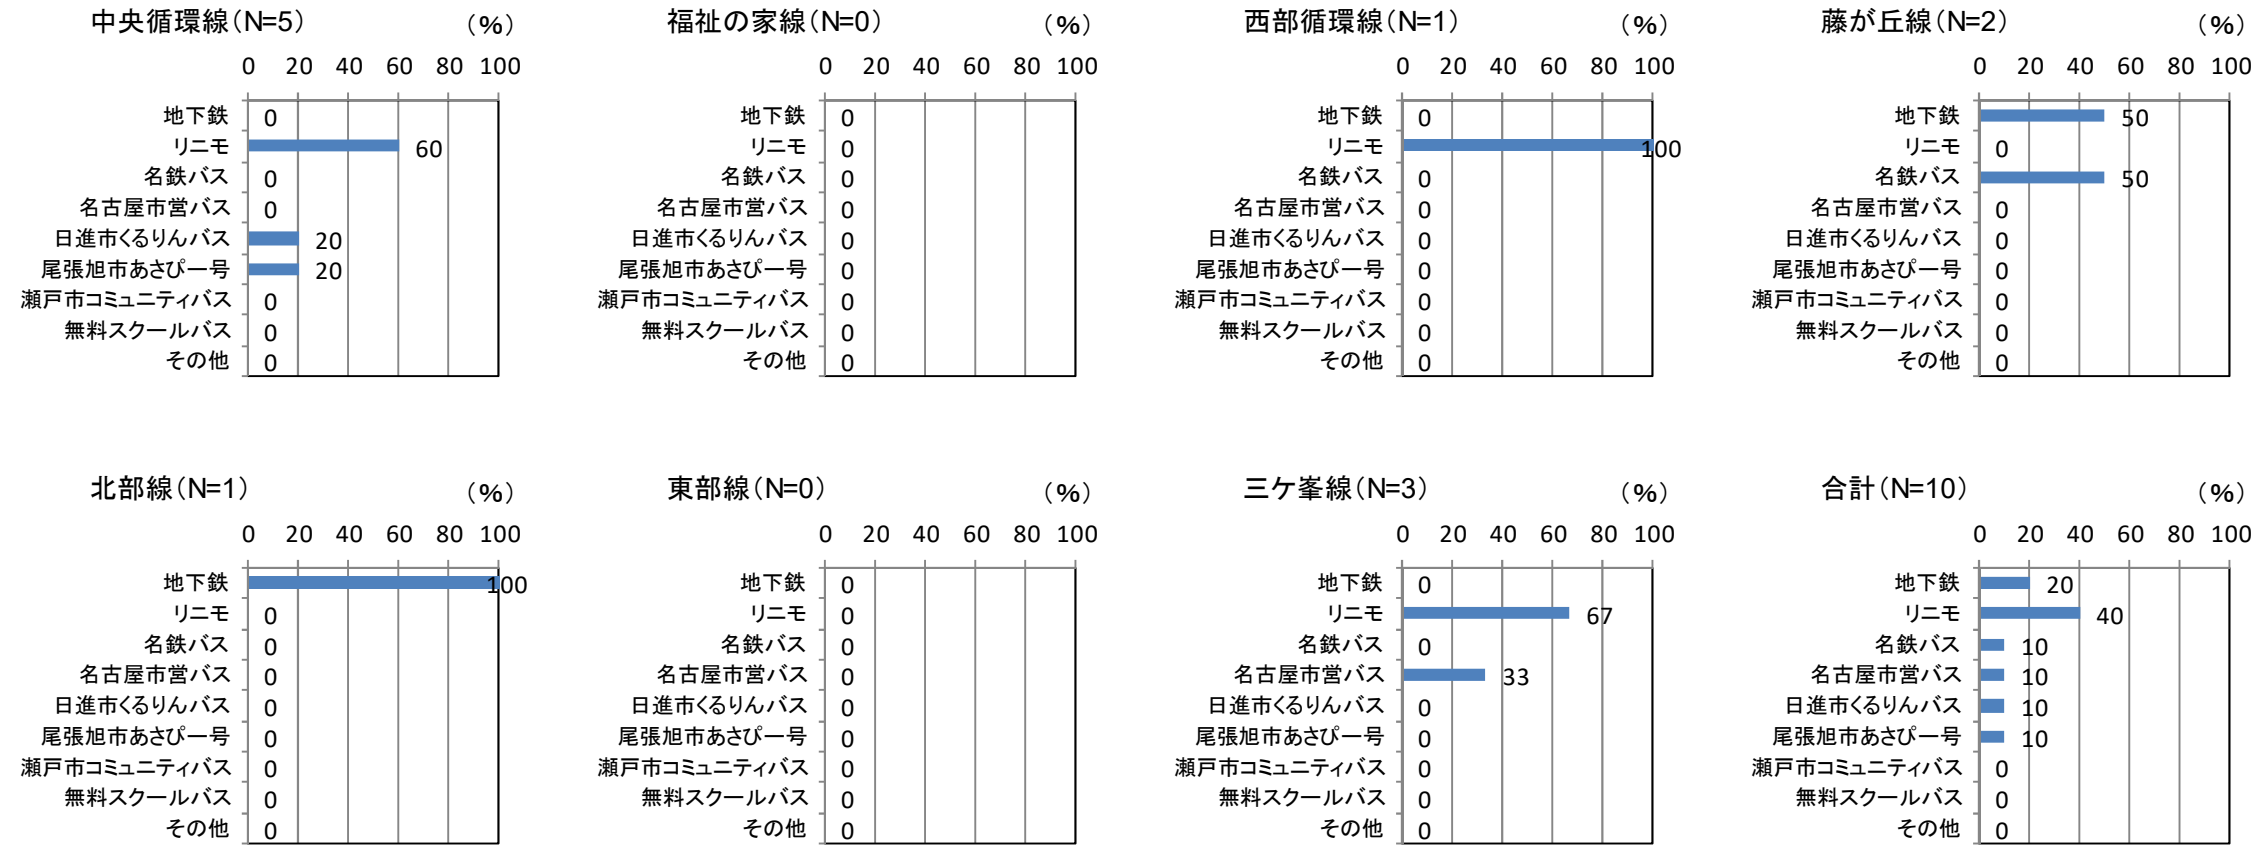 中央循環線（N=5）　（%）
0 20 40 60 80 100
地下鉄 0
リニモ 60
名鉄バス 0
名古屋市営バス 0
日進市くるりんバス 20
尾張旭市あさぴー号 20
瀬戸市コミュニティバス 0
無料スクールバス 0
その他 0
福祉の家線（N=0）　（%）
0 20 40 60 80 100
地下鉄 0
リニモ 0
名鉄バス 0
名古屋市営バス 0
日進市くるりんバス 0
尾張旭市あさぴー号 0
瀬戸市コミュニティバス 0
無料スクールバス 0
その他 0
西部循環線（N=1）　（%）
0 20 40 60 80 100
地下鉄 0
リニモ 100
名鉄バス 0
名古屋市営バス 0
日進市くるりんバス 0
尾張旭市あさぴー号 0
瀬戸市コミュニティバス 0
無料スクールバス 0
その他 0
藤が丘線（N=2）　（%）
0 20 40 60 80 100
地下鉄 50
リニモ 0
名鉄バス 50
名古屋市営バス 0
日進市くるりんバス 0
尾張旭市あさぴー号 0
瀬戸市コミュニティバス 0
無料スクールバス 0
その他 0
北部線（N=1）　（%）
0 20 40 60 80 100
地下鉄 100
リニモ 0
名鉄バス 0
名古屋市営バス 0
日進市くるりんバス 0
尾張旭市あさぴー号 0
瀬戸市コミュニティバス 0
無料スクールバス 0
その他 0
東部線（N=0）　（%）
0 20 40 60 80 100
地下鉄 0
リニモ 0
名鉄バス 0
名古屋市営バス 0
日進市くるりんバス 0
尾張旭市あさぴー号 0
瀬戸市コミュニティバス 0
無料スクールバス 0
その他 0
三ケ峯線（N=3）　（%）
0 20 40 60 80 100
地下鉄 0
リニモ 67
名鉄バス 0
名古屋市営バス 33
日進市くるりんバス 0
尾張旭市あさぴー号 0
瀬戸市コミュニティバス 0
無料スクールバス 0
その他 0
合計（N=10）　（%）
0 20 40 60 80 100
地下鉄 20
リニモ 40
名鉄バス 10
名古屋市営バス 10
日進市くるりんバス 10
尾張旭市あさぴー号 10
瀬戸市コミュニティバス 0
無料スクールバス 0
その他 0